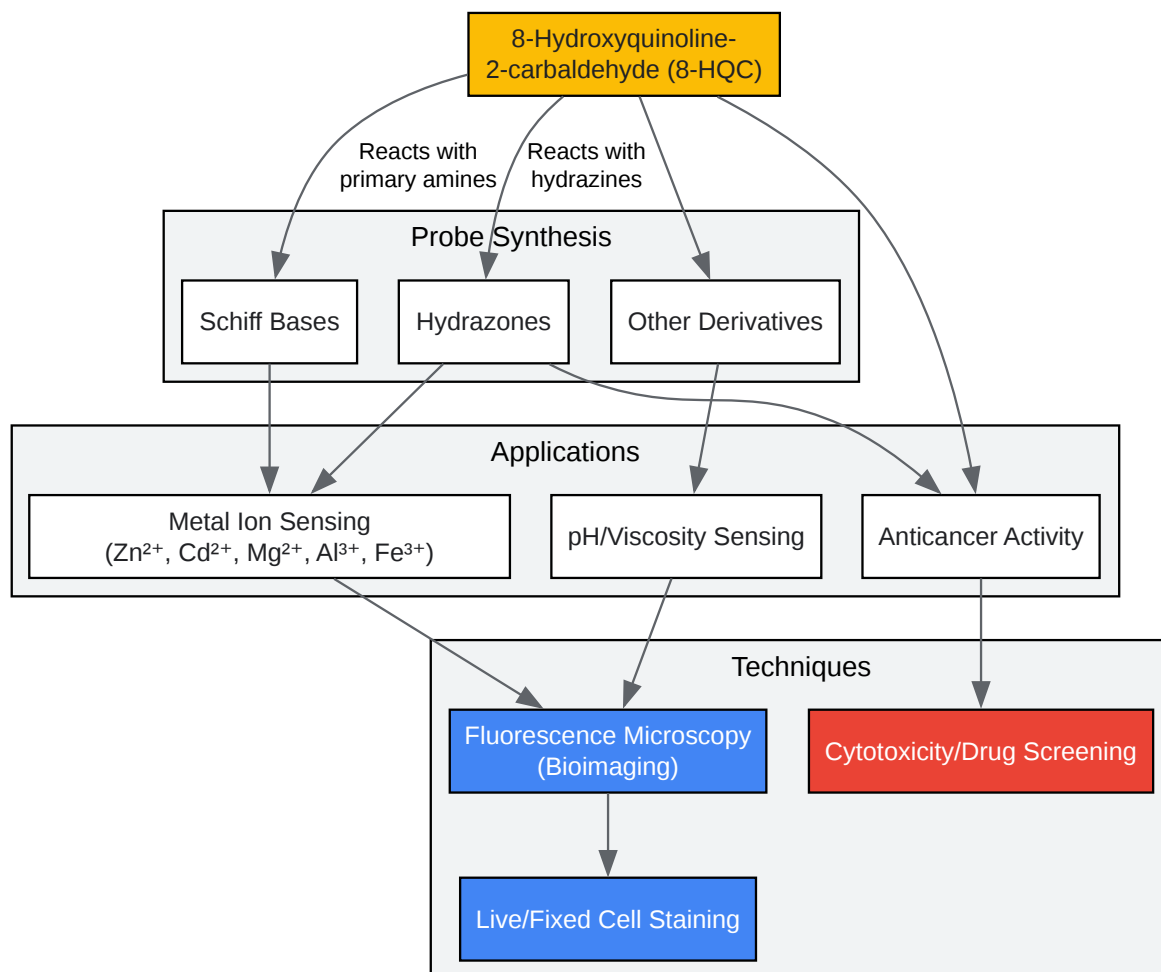 8-Hydroxyquinoline-
2-carbaldehyde (8-HQC)
Reacts with
primary amines
Reacts with
hydrazines
Probe Synthesis
Schiff Bases
Hydrazones
Other Derivatives
Applications
Metal Ion Sensing
(Zn²⁺, Cd²⁺, Mg²⁺, Al³⁺, Fe³⁺)
pH/Viscosity Sensing
Anticancer Activity
Techniques
Fluorescence Microscopy
(Bioimaging)
Cytotoxicity/Drug Screening
Live/Fixed Cell Staining